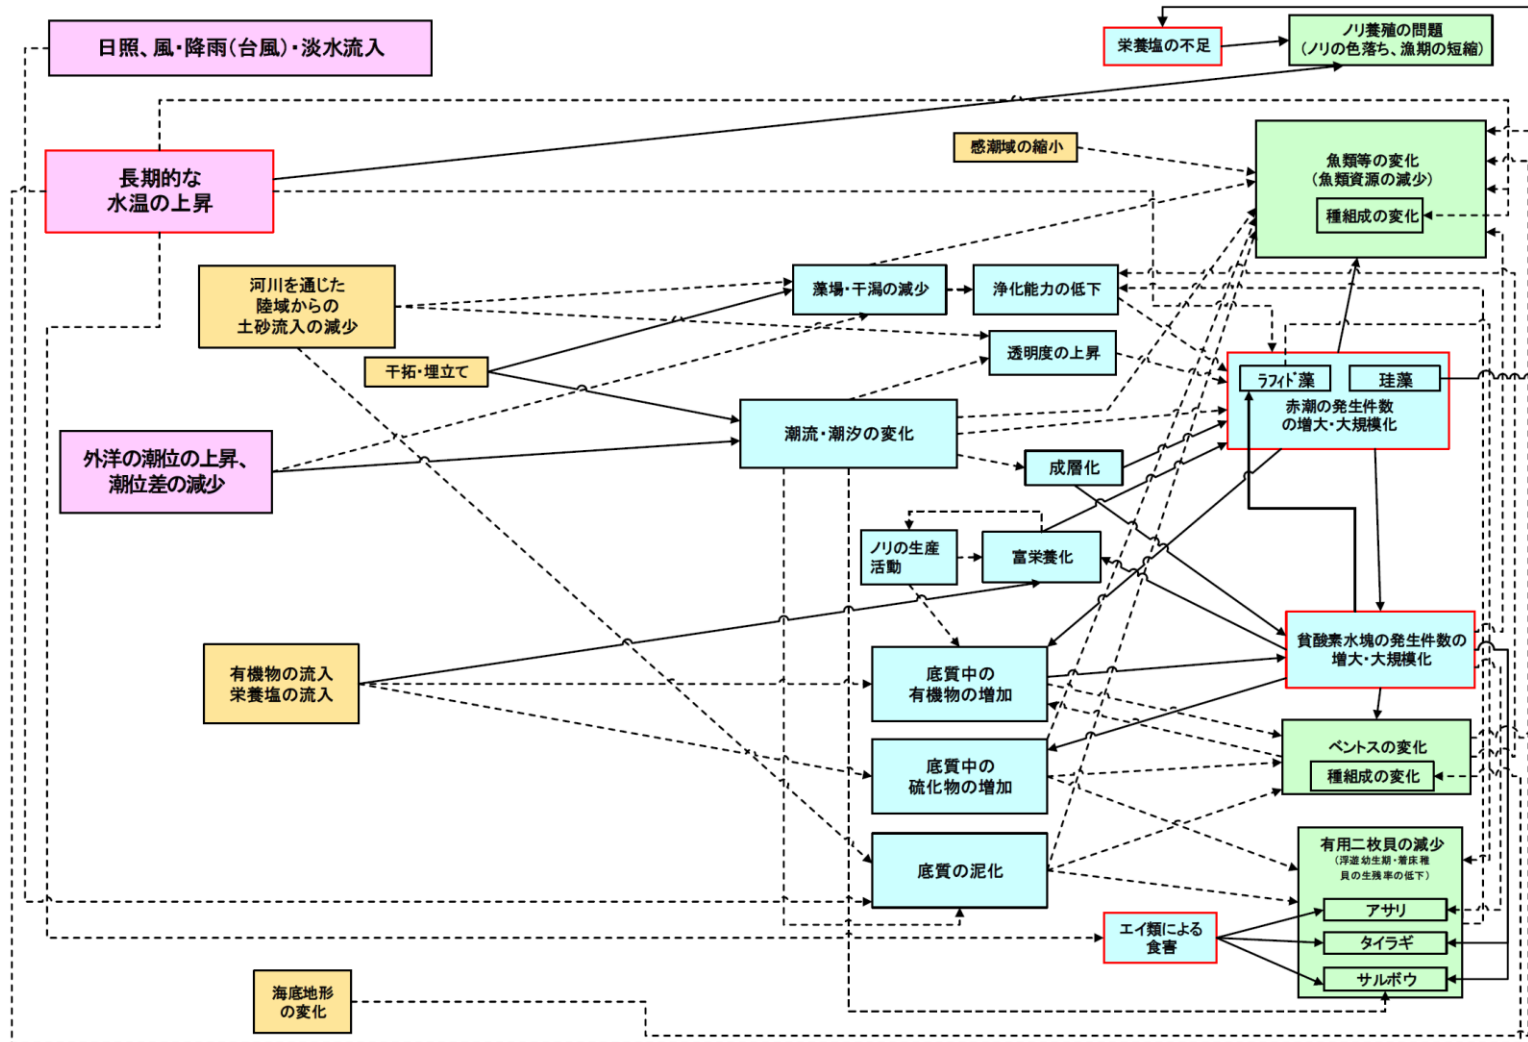 日照、風・降雨(台風)・淡水流入
栄養塩の不足
ノリ養殖の問題
(ノリの色落ち、漁期の短縮)
長期的な
水温の上昇
感潮域の縮小
魚類等の変化
(魚類資源の減少)
種組成の変化
河川を通じた
陸域からの
土砂流入の減少
藻場・干潟の減少
浄化能力の低下
透明度の上昇
干拓・埋立て
ラフィド藻
珪藻
赤潮の発生件数
の増大・大規模化
潮流・潮汐の変化
外洋の潮位の上昇、
潮位差の減少
成層化
ノリの生産
活動
富栄養化
有機物の流入
栄養塩の流入
底質中の
有機物の増加
貧酸素水塊の発生件数の
増大・大規模化
底質中の
硫化物の増加
ベントスの変化
種組成の変化
底質の泥化
有用二枚貝の減少
(浮遊幼生期・着床稚
貝の生残率の低下)
アサリ
タイラギ
サルボウ
エイ類による
食害
海底地形
の変化